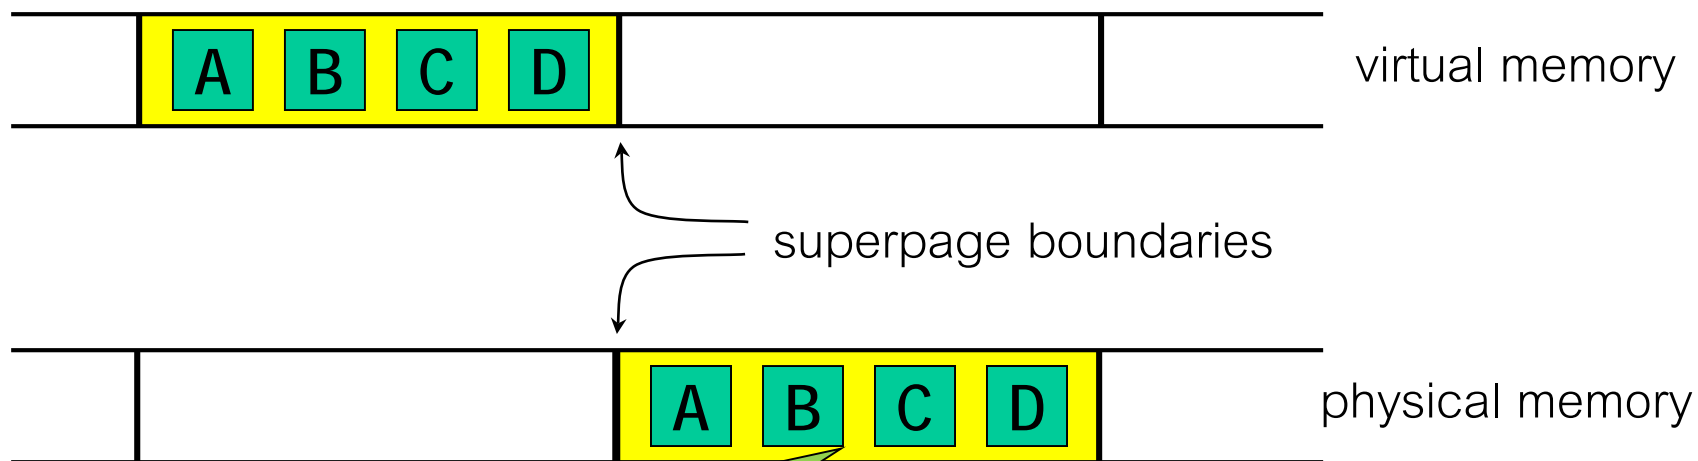 A B C D
virtual memory
superpage boundaries
A B C D
physical memory